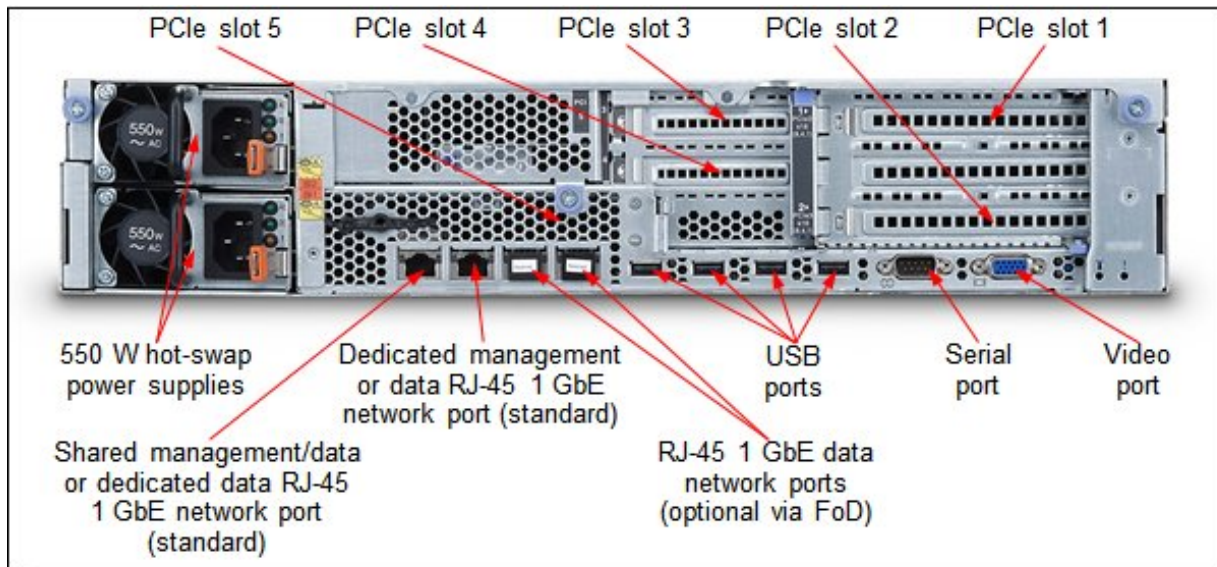 PCIe slot 5
PCIe slot 4
PCIe slot 3
PCIe slot 2
PCIe slot 1
550W
AC
550W
AC
550 W hot-swap
power supplies
Dedicated management
or data RJ-45 1 GbE
network port (standard)
USB
ports
Serial
port
Video
port
Shared management/data
or dedicated data RJ-45
1 GbE network port
(standard)
RJ-45 1 GbE data
network ports
(optional via FoD)